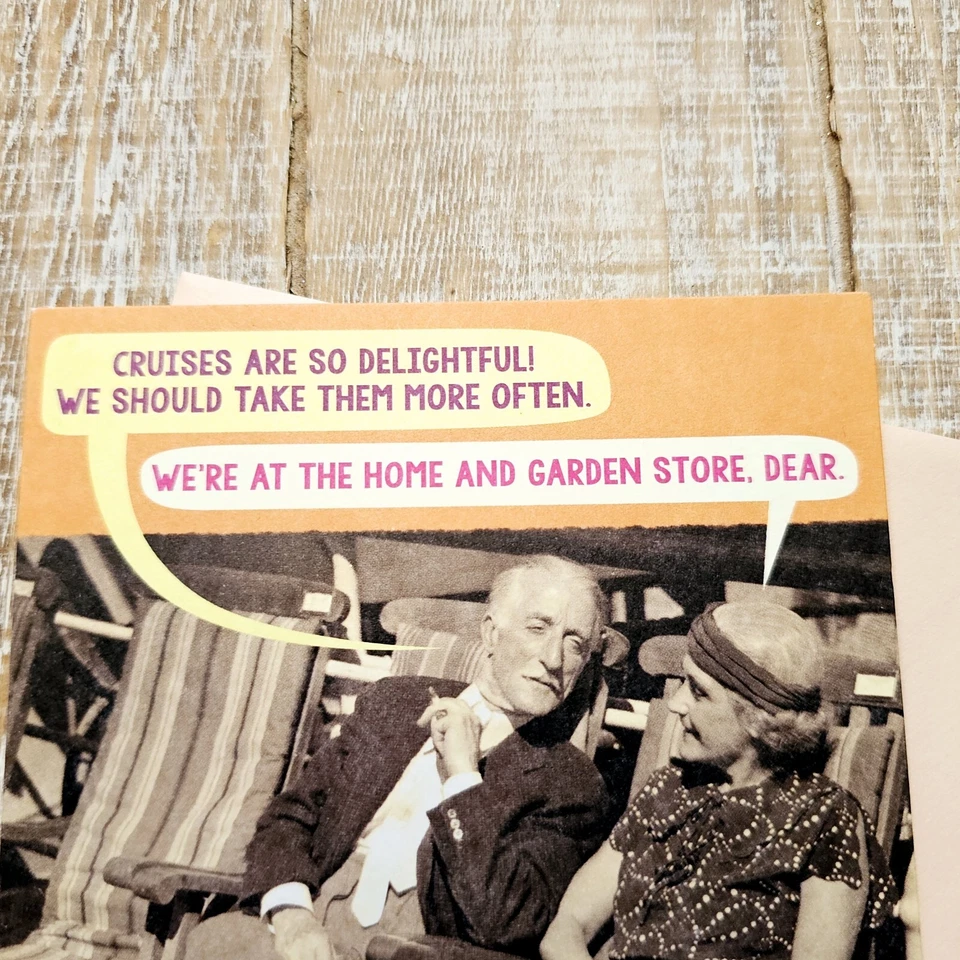 CRUISES ARE SO DELIGHTFUL!
WE SHOULD TAKE THEM MORE OFTEN.
WE'RE AT THE HOME AND GARDEN STORE, DEAR.